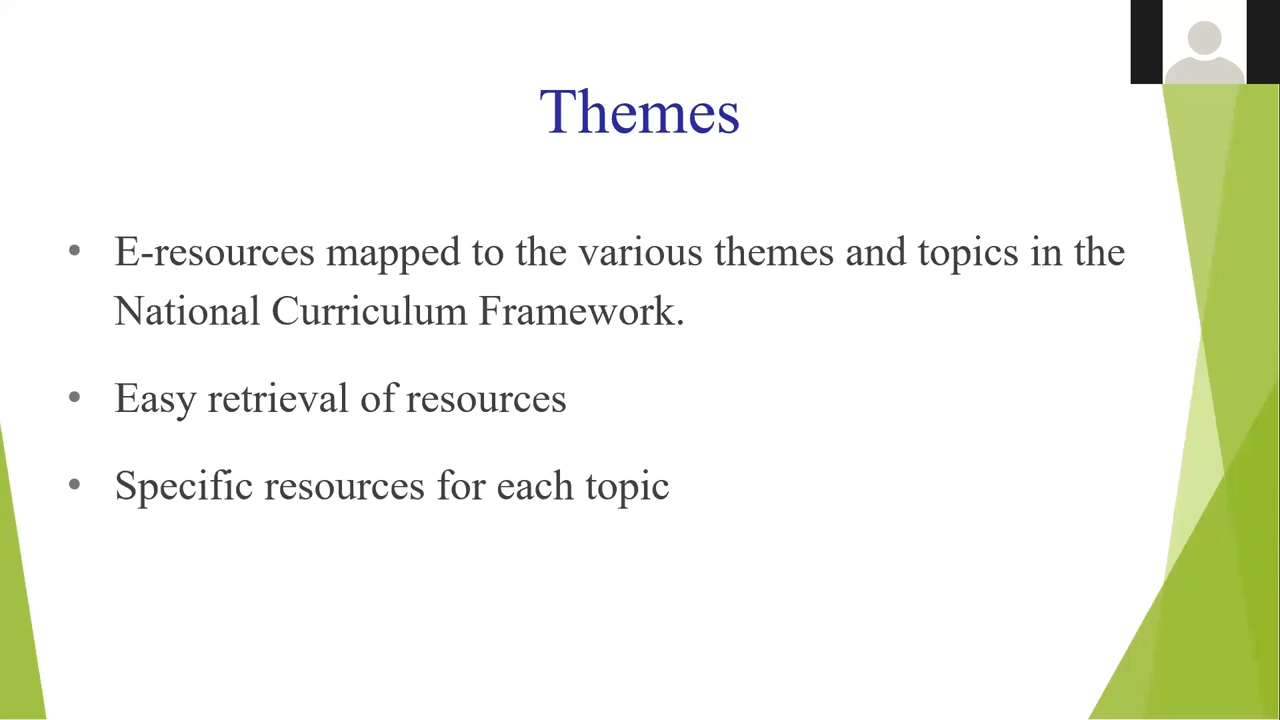 Themes
• E-resources mapped to the various themes and topics in the
National Curriculum Framework.
• Easy retrieval of resources
• Specific resources for each topic